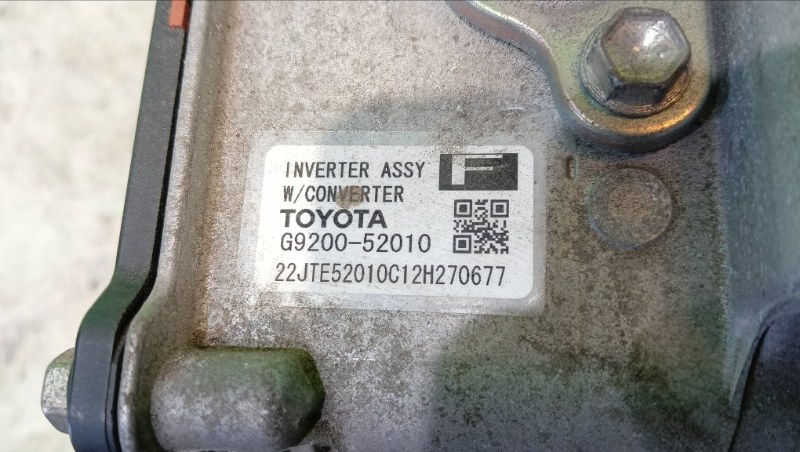 INVERTER ASSY F
W/CONVERTER
TOYOTA
G9200-52010
22JTE52010C12H270677